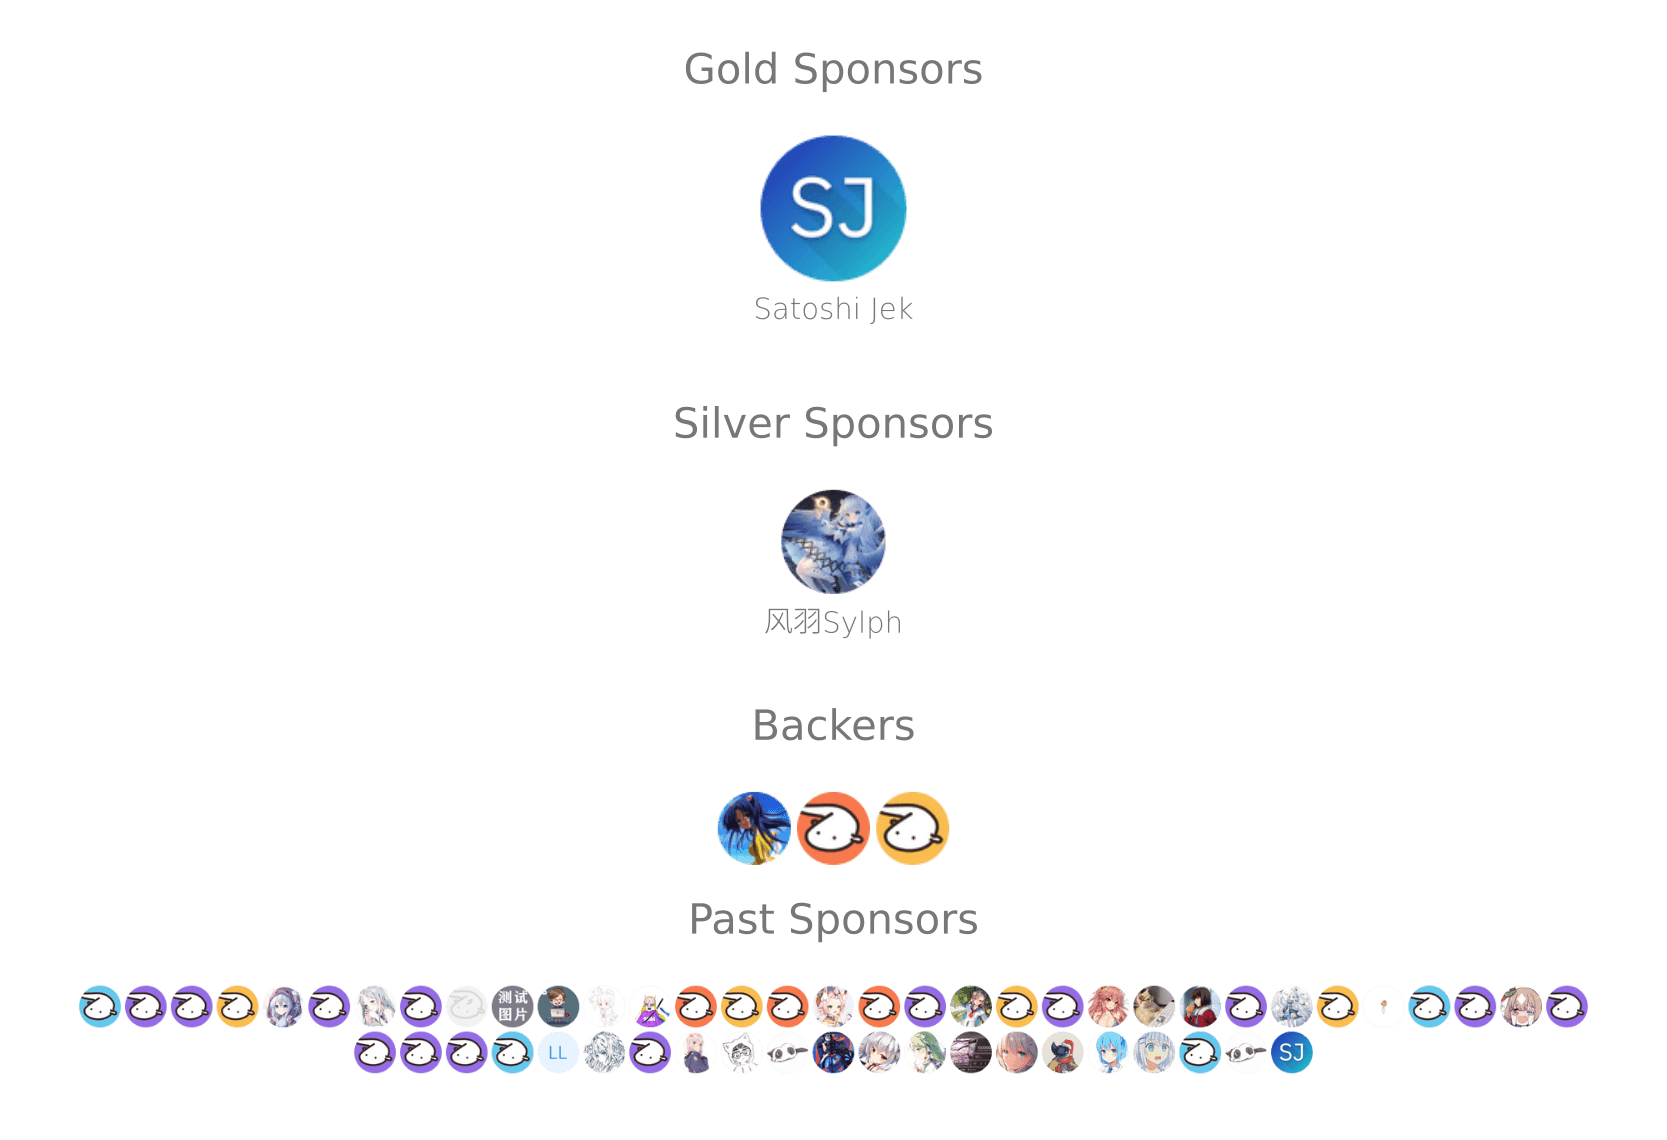 Gold Sponsors
SJ
Satoshi Jek
Silver Sponsors
风羽Sylph
Backers
Past Sponsors
测试
图片
LL
SJ